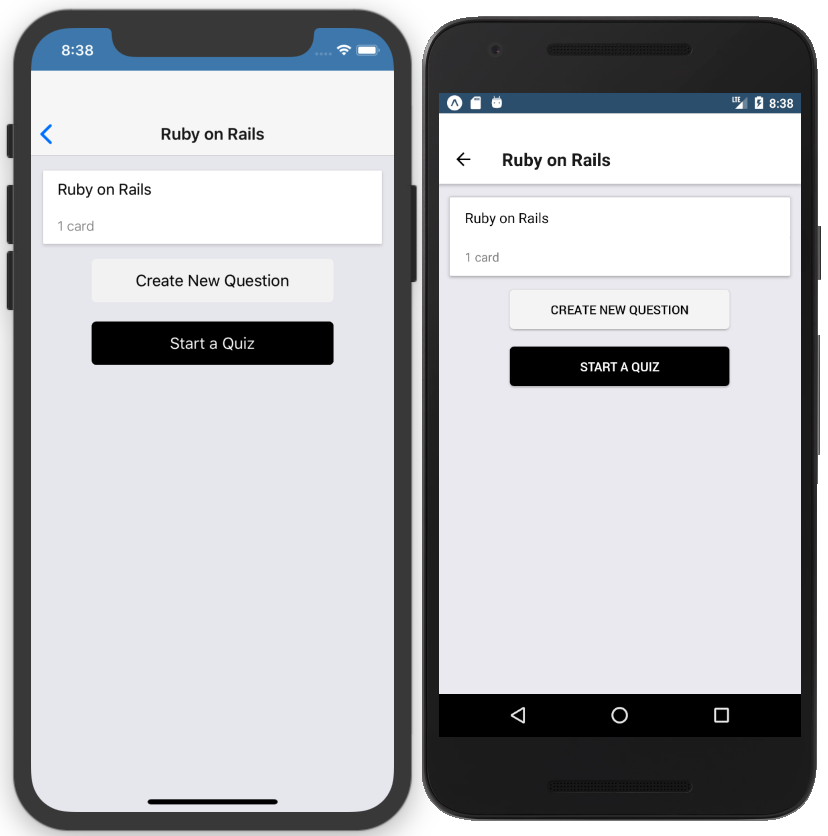 8:38
Ruby on Rails
Ruby on Rails
1 card
Create New Question
Start a Quiz
LTE 8:38
Ruby on Rails
Ruby on Rails
1 card
CREATE NEW QUESTION
START A QUIZ